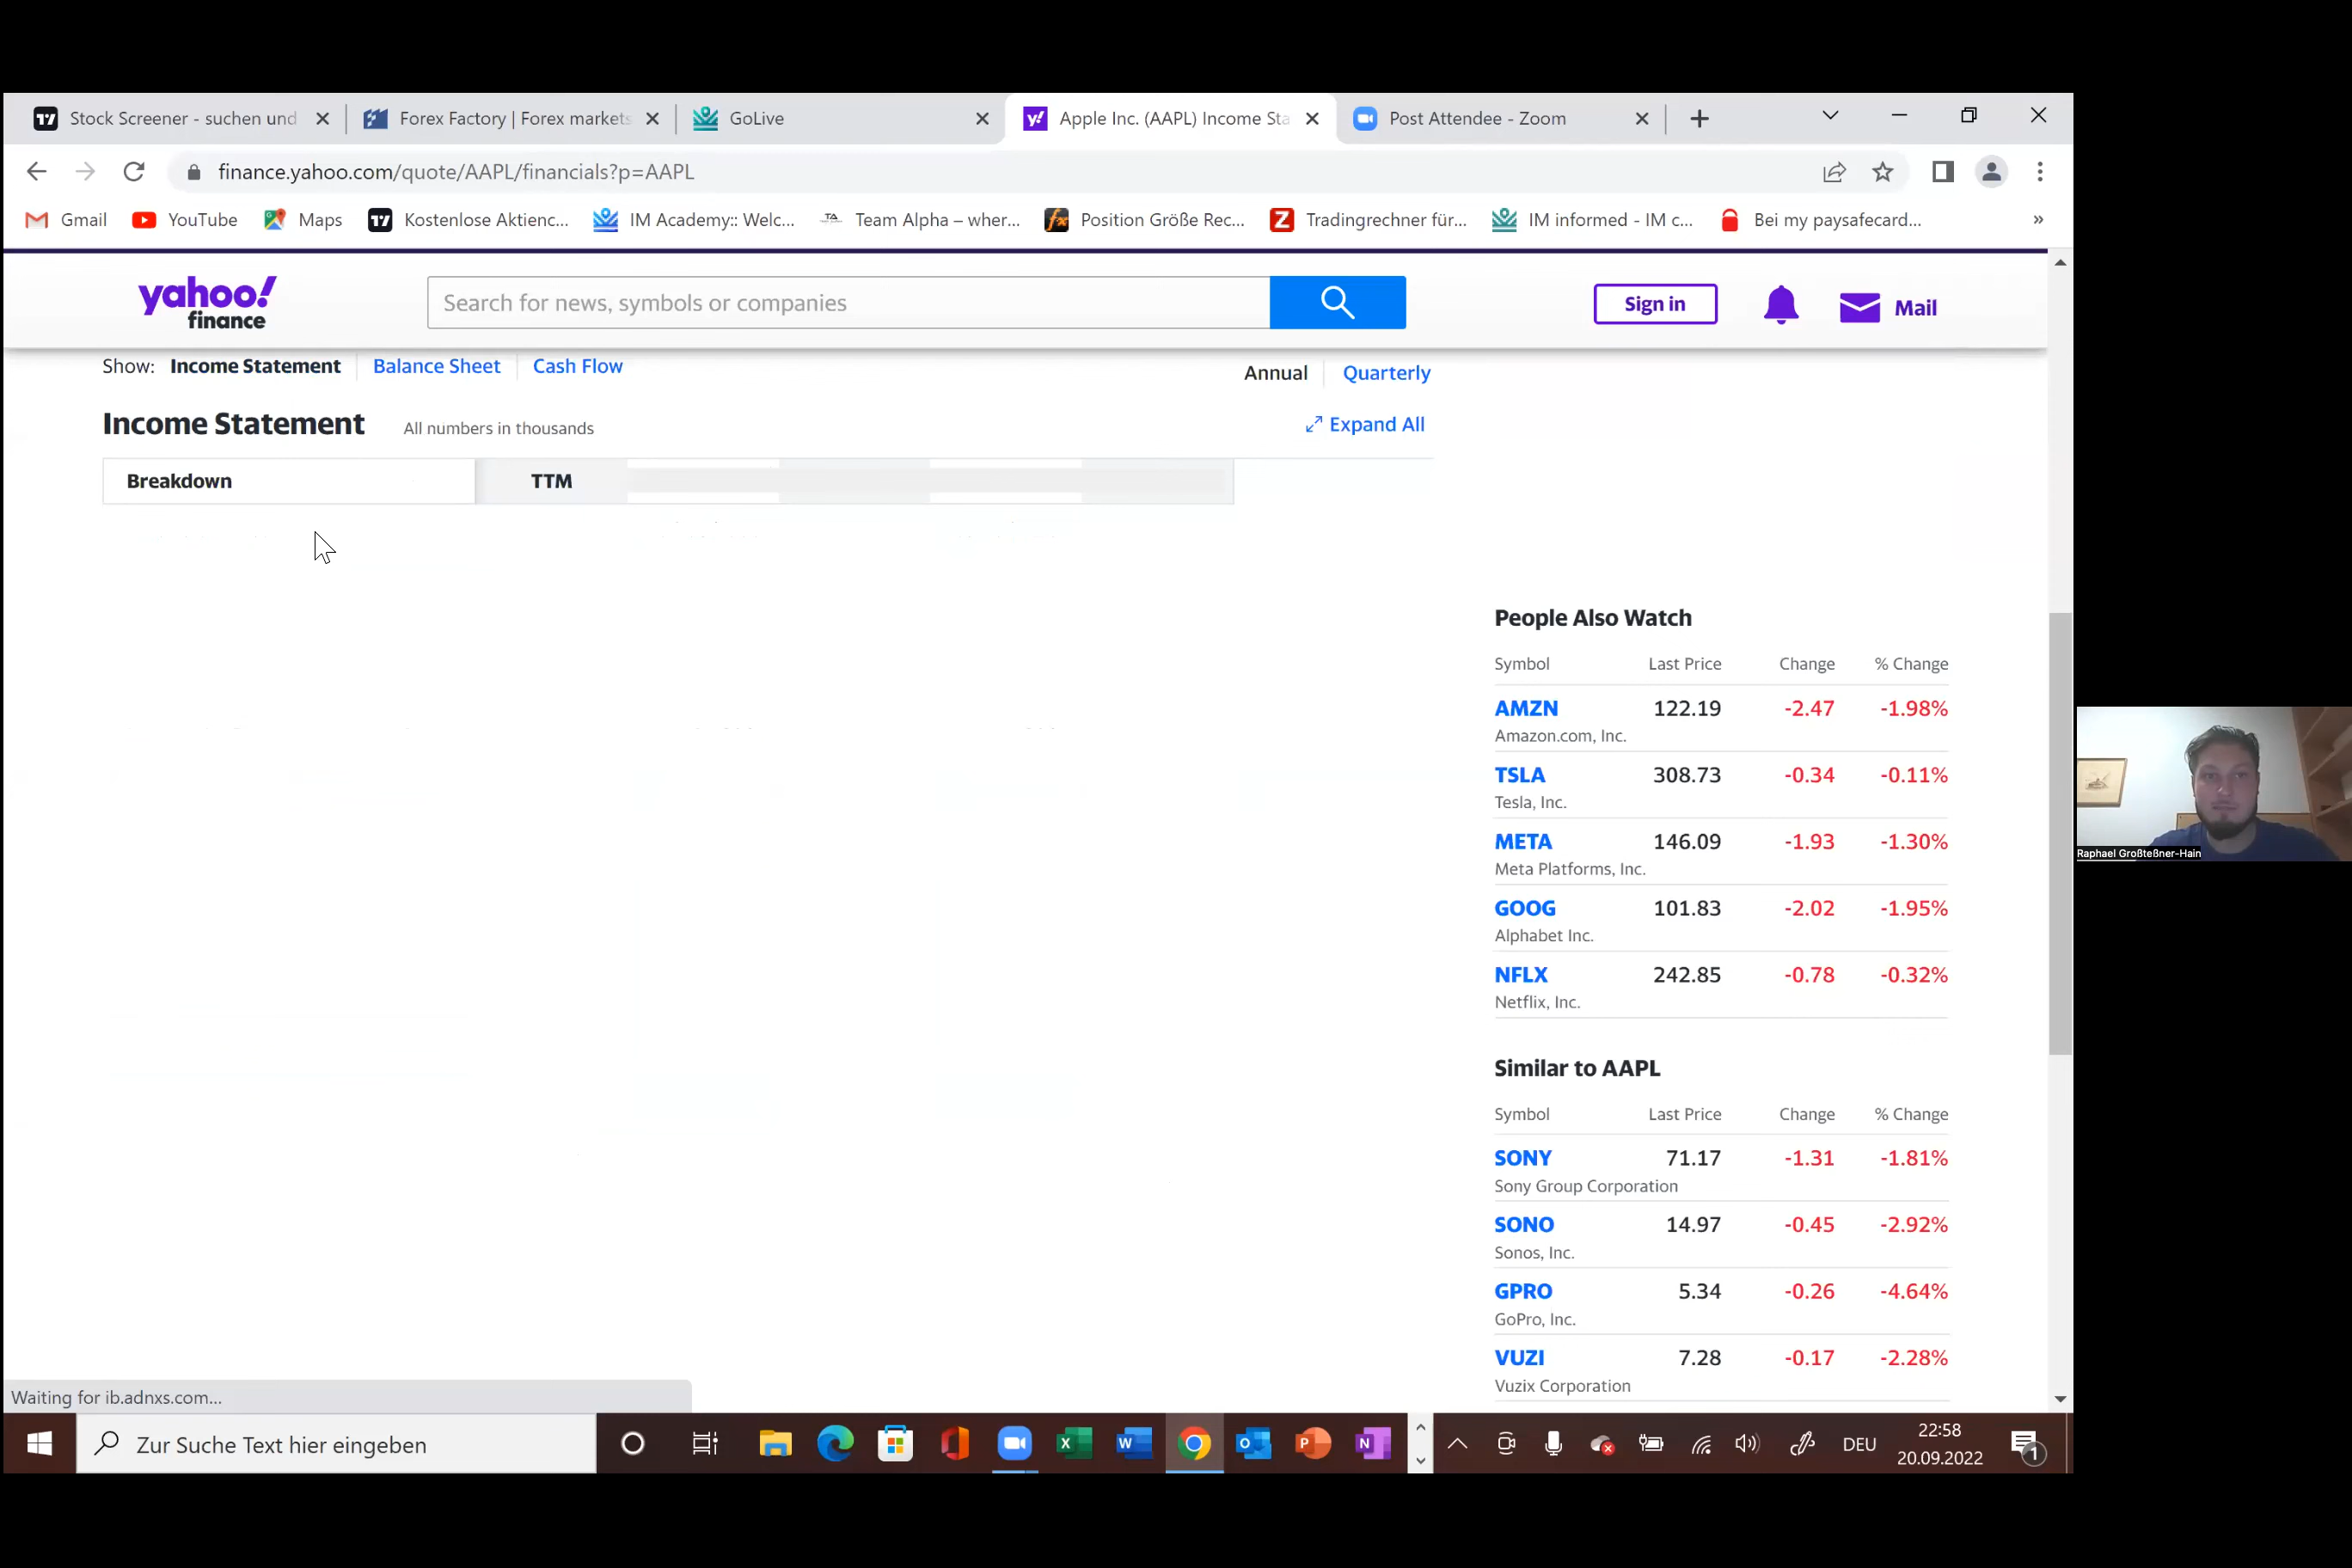 Stock Screener - suchen und
Forex Factory | Forex markets
GoLive
Apple Inc. (AAPL) Income Sta
Post Attendee - Zoom
finance.yahoo.com/quote/AAPL/financials?p=AAPL
Gmail
YouTube
Maps
Kostenlose Aktienc...
IM Academy:: Welc...
TA
Team Alpha – wher...
fx
Position Größe Rec...
Z
Tradingrechner für...
IM informed - IM c...
Bei my paysafecard...
»
yahoo!
finance
Search for news, symbols or companies
Sign in
Mail
Show: Income Statement Balance Sheet Cash Flow
Annual Quarterly
Income Statement All numbers in thousands
Expand All
Breakdown TTM
People Also Watch
Symbol Last Price Change % Change
AMZN 122.19 -2.47 -1.98%
Amazon.com, Inc.
TSLA 308.73 -0.34 -0.11%
Tesla, Inc.
META 146.09 -1.93 -1.30%
Meta Platforms, Inc.
GOOG 101.83 -2.02 -1.95%
Alphabet Inc.
NFLX 242.85 -0.78 -0.32%
Netflix, Inc.
Similar to AAPL
Symbol Last Price Change % Change
SONY 71.17 -1.31 -1.81%
Sony Group Corporation
SONO 14.97 -0.45 -2.92%
Sonos, Inc.
GPRO 5.34 -0.26 -4.64%
GoPro, Inc.
VUZI 7.28 -0.17 -2.28%
Vuzix Corporation
Raphael Großteßner-Hain
Waiting for ib.adnxs.com...
Zur Suche Text hier eingeben
DEU
22:58
20.09.2022
1